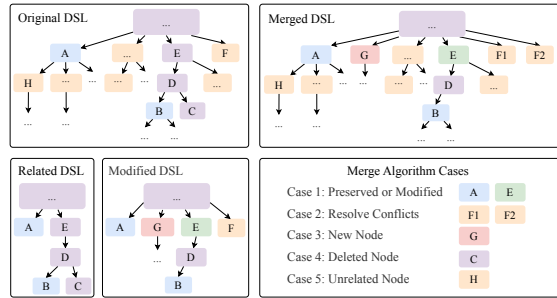 Original DSL
...
A
...
E
F
H
...
...
...
...
D
...
...
...
B
C
...
...
Merged DSL
...
A
G
...
E
F1
F2
H
...
...
...
...
...
D
...
...
...
B
...
...
Related DSL
...
A
E
D
B
C
Modified DSL
...
A
G
E
F
...
D
B
Merge Algorithm Cases
Case 1: Preserved or Modified A E
Case 2: Resolve Conflicts F1 F2
Case 3: New Node G
Case 4: Deleted Node C
Case 5: Unrelated Node H